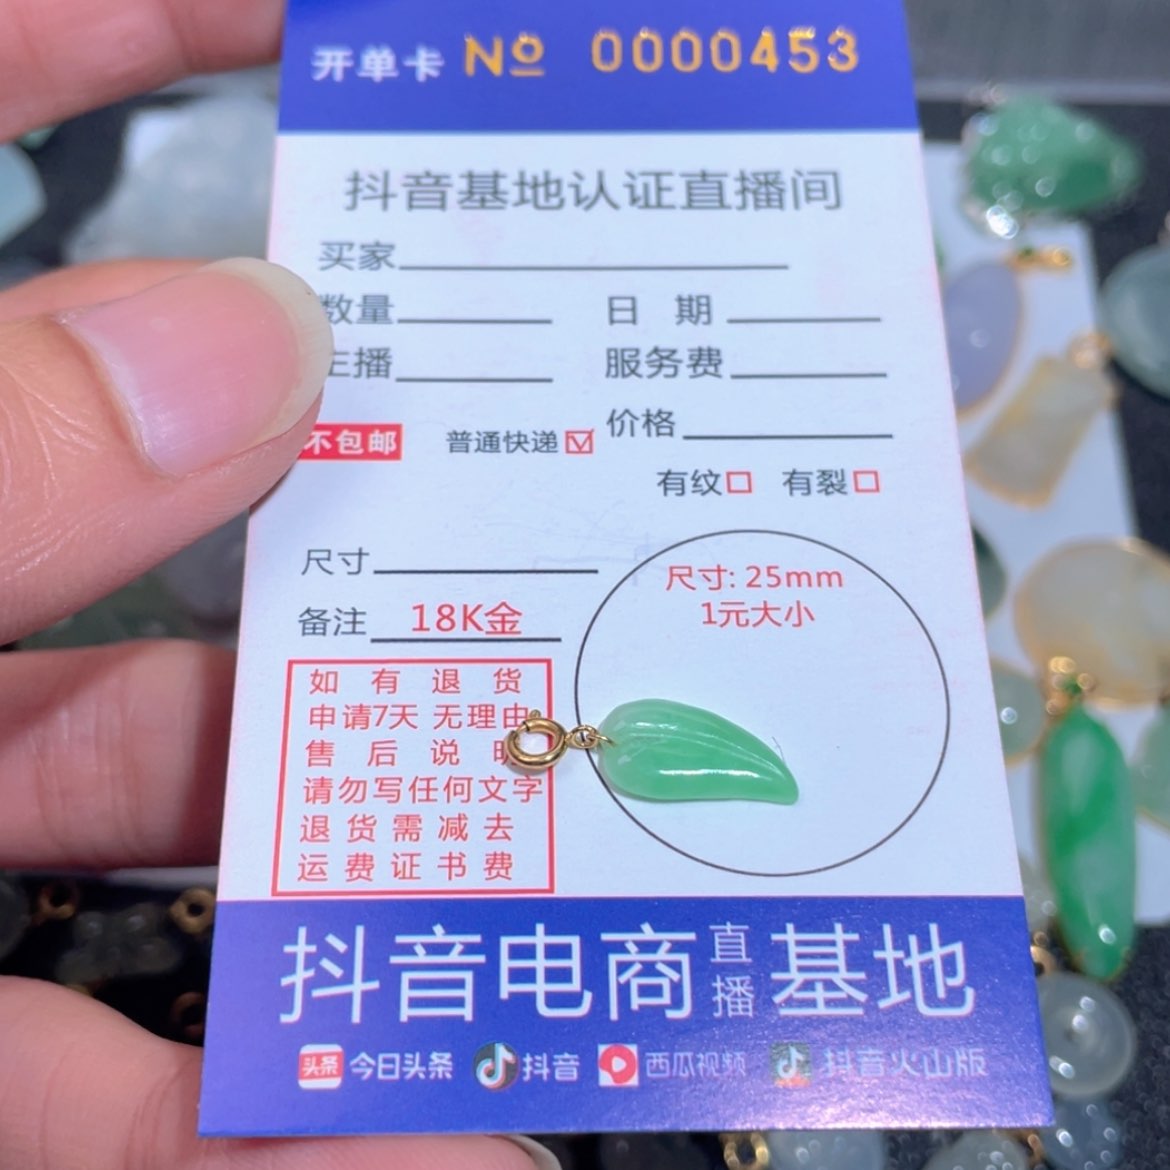 开单卡 No 0000453
抖音基地认证直播间
买家
数量 日期
主播 服务费
不包邮 普通快递 价格
有纹 有裂
尺寸
尺寸: 25mm
1元大小
备注 18K金
如有退货
申请7天 无理由
售后说明
请勿写任何文字
退货需减去
运费证书费
抖音电商直播基地
头条 今日头条 抖音 西瓜视频 抖音火山版